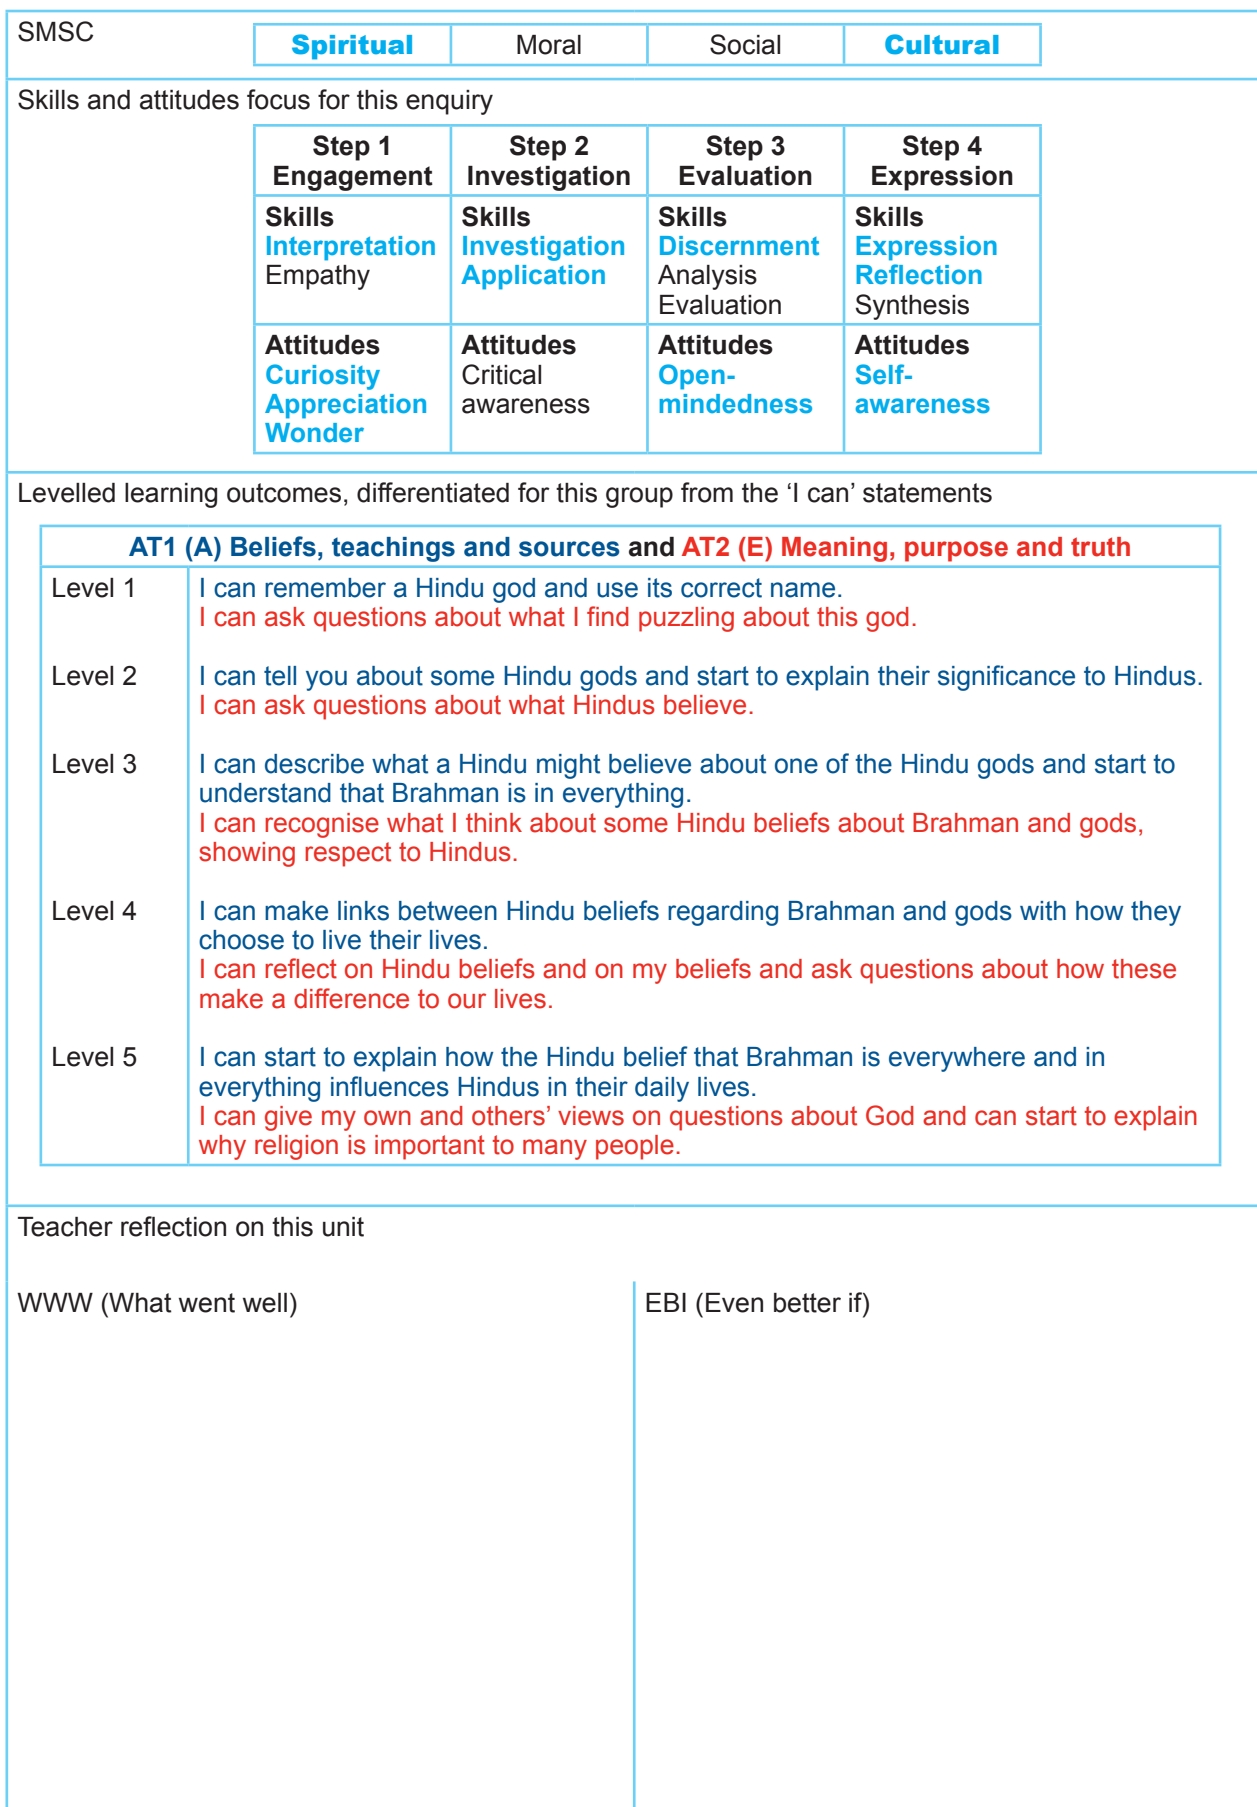 SMSC
Spiritual Moral Social Cultural
Skills and attitudes focus for this enquiry
Step 1 Step 2 Step 3 Step 4
Engagement Investigation Evaluation Expression
Skills Skills Skills Skills
Interpretation Investigation Discernment Expression
Empathy Application Analysis Reflection
Evaluation Synthesis
Attitudes Attitudes Attitudes Attitudes
Curiosity Critical Open- Self-
Appreciation awareness mindedness awareness
Wonder
Levelled learning outcomes, differentiated for this group from the ‘I can’ statements
AT1 (A) Beliefs, teachings and sources and AT2 (E) Meaning, purpose and truth
Level 1 I can remember a Hindu god and use its correct name.
I can ask questions about what I find puzzling about this god.
Level 2 I can tell you about some Hindu gods and start to explain their significance to Hindus.
I can ask questions about what Hindus believe.
Level 3 I can describe what a Hindu might believe about one of the Hindu gods and start to
understand that Brahman is in everything.
I can recognise what I think about some Hindu beliefs about Brahman and gods,
showing respect to Hindus.
Level 4 I can make links between Hindu beliefs regarding Brahman and gods with how they
choose to live their lives.
I can reflect on Hindu beliefs and on my beliefs and ask questions about how these
make a difference to our lives.
Level 5 I can start to explain how the Hindu belief that Brahman is everywhere and in
everything influences Hindus in their daily lives.
I can give my own and others’ views on questions about God and can start to explain
why religion is important to many people.
Teacher reflection on this unit
WWW (What went well) EBI (Even better if)